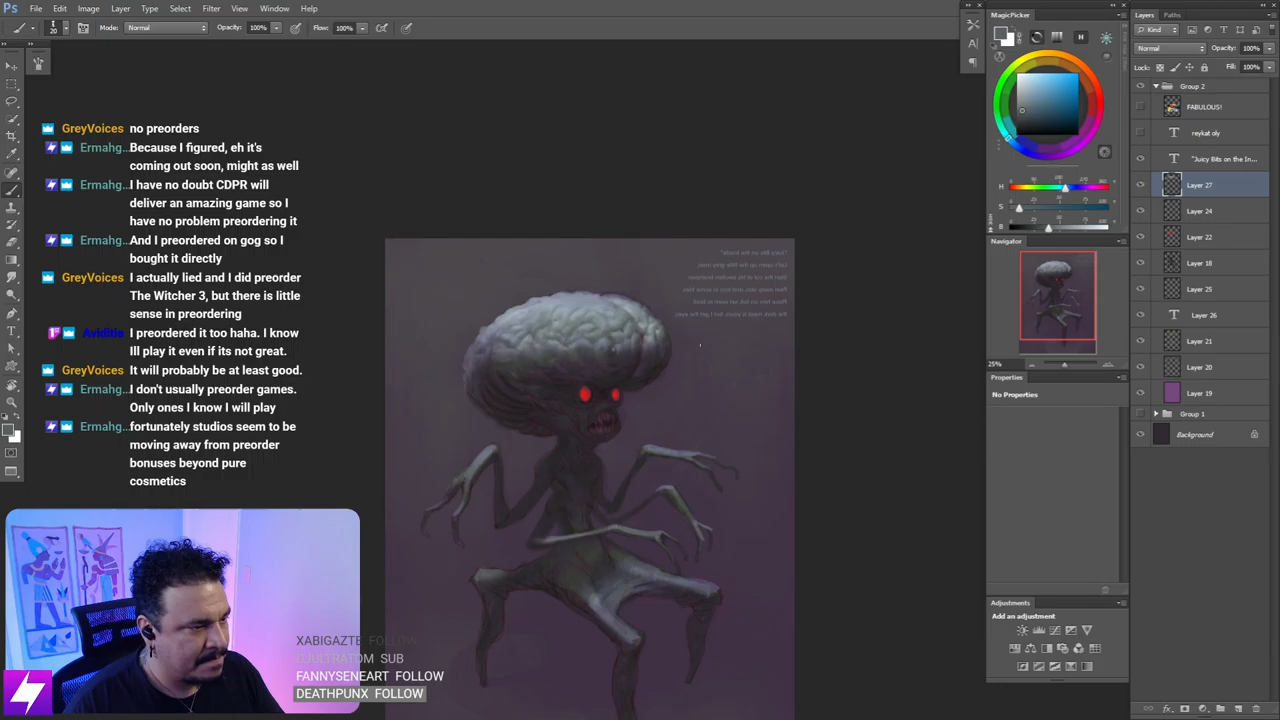 Ps File Edit Image Layer Type Select Filter View Window Help
20 Mode: Normal Opacity: 100% Flow: 100%
GreyVoices no preorders
Ermahg... Because I figured, eh it's
coming out soon, might as well
Ermahg... I have no doubt CDPR will
deliver an amazing game so I
have no problem preordering it
Ermahg... And I preordered on gog so I
bought it directly
GreyVoices I actually lied and I did preorder
The Witcher 3, but there is little
sense in preordering
Aviditie I preordered it too haha. I know
Ill play it even if its not great.
GreyVoices It will probably be at least good.
Ermahg... I don't usually preorder games.
Only ones I know I will play
Ermahg... fortunately studios seem to be
moving away from preorder
bonuses beyond pure
cosmetics
XABIGAZTE FOLLOW
DJULTRATOM SUB
FANNYSENEART FOLLOW
DEATHPUNX FOLLOW
MagicPicker
H
H
S
B
Navigator
25%
Properties
No Properties
Adjustments
Add an adjustment
Layers Paths
Kind
Normal Opacity: 100%
Lock: Fill: 100%
Group 2
FABULOUS!
reykat oly
"Juicy Bits on the In...
Layer 27
Layer 24
Layer 22
Layer 18
Layer 25
Layer 26
Layer 21
Layer 20
Layer 19
Group 1
Background